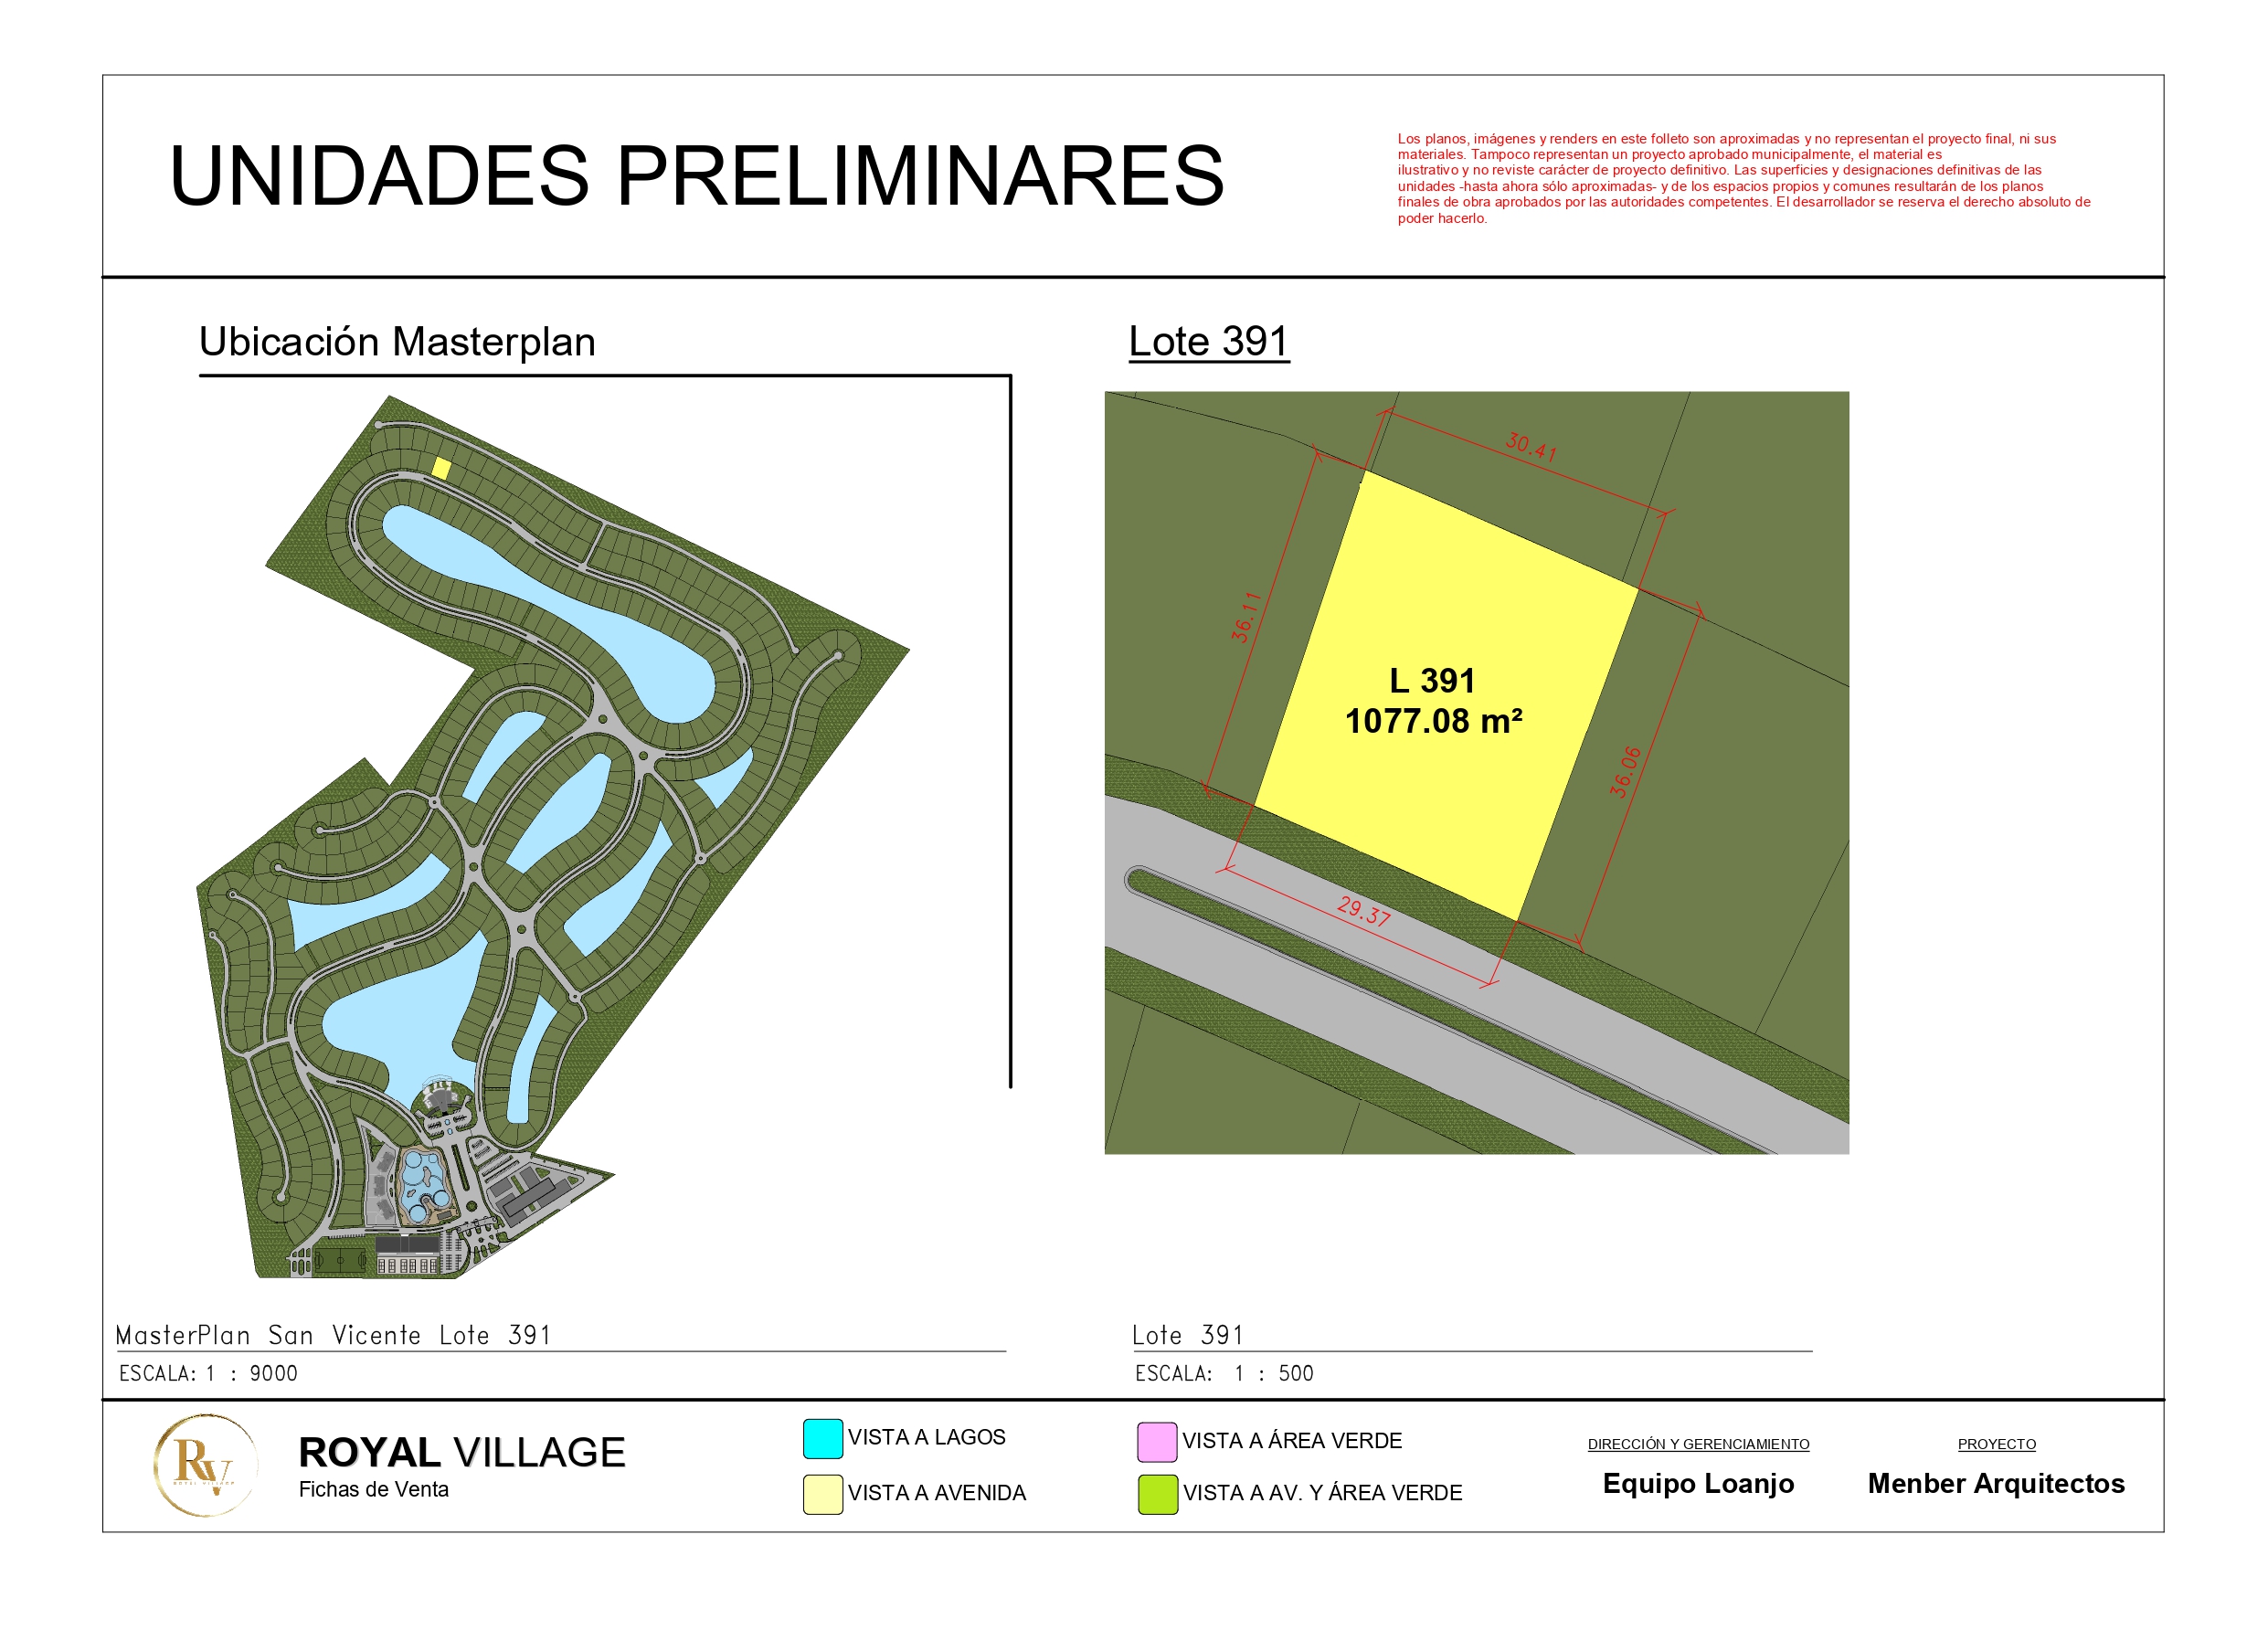 UNIDADES PRELIMINARES
Los planos, imágenes y renders en este folleto son aproximadas y no representan el proyecto final, ni sus
materiales. Tampoco representan un proyecto aprobado municipalmente, el material es
ilustrativo y no reviste carácter de proyecto definitivo. Las superficies y designaciones definitivas de las
unidades -hasta ahora sólo aproximadas- y de los espacios propios y comunes resultarán de los planos
finales de obra aprobados por las autoridades competentes. El desarrollador se reserva el derecho absoluto de
poder hacerlo.
Ubicación Masterplan
Lote 391
30.41
36.11
L 391
1077.08 m²
36.06
29.37
MasterPlan San Vicente Lote 391
ESCALA: 1 : 9000
Lote 391
ESCALA: 1 : 500
RV
ROYAL VILLAGE
ROYAL VILLAGE
Fichas de Venta
VISTA A LAGOS
VISTA A AVENIDA
VISTA A ÁREA VERDE
VISTA A AV. Y ÁREA VERDE
DIRECCIÓN Y GERENCIAMIENTO
Equipo Loanjo
PROYECTO
Menber Arquitectos